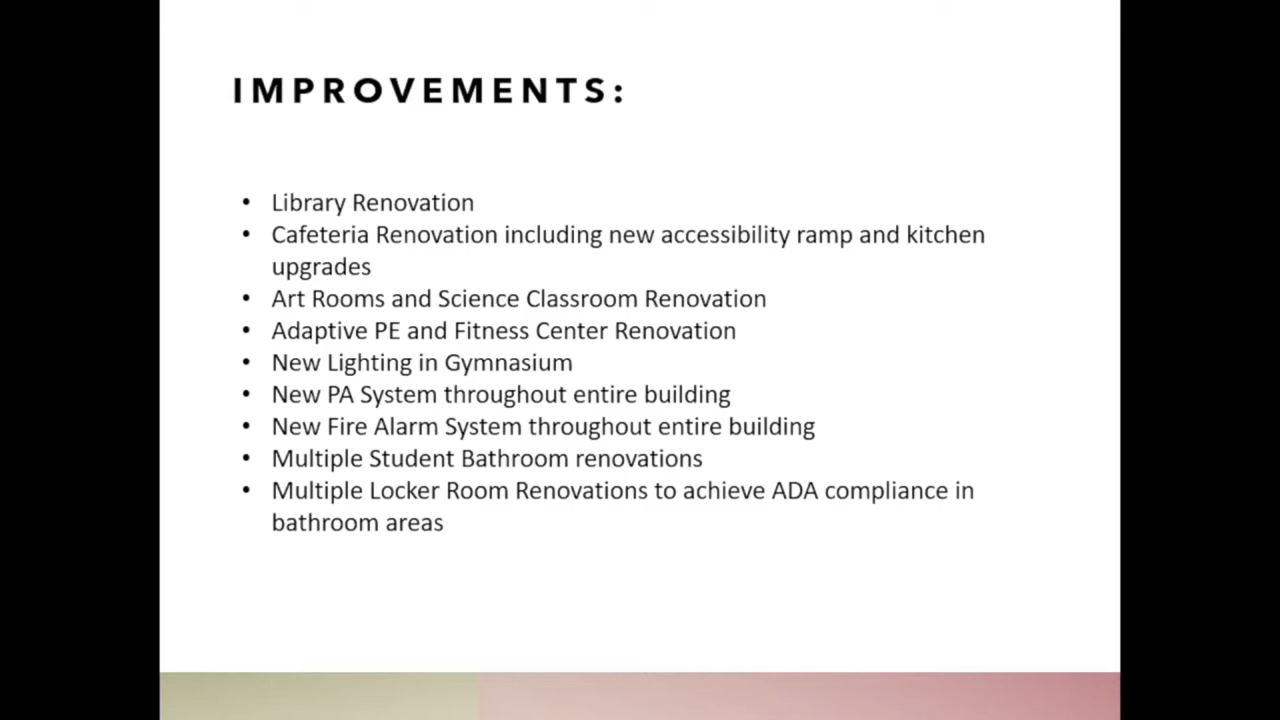 IMPROVEMENTS:
• Library Renovation
• Cafeteria Renovation including new accessibility ramp and kitchen
upgrades
• Art Rooms and Science Classroom Renovation
• Adaptive PE and Fitness Center Renovation
• New Lighting in Gymnasium
• New PA System throughout entire building
• New Fire Alarm System throughout entire building
• Multiple Student Bathroom renovations
• Multiple Locker Room Renovations to achieve ADA compliance in
bathroom areas